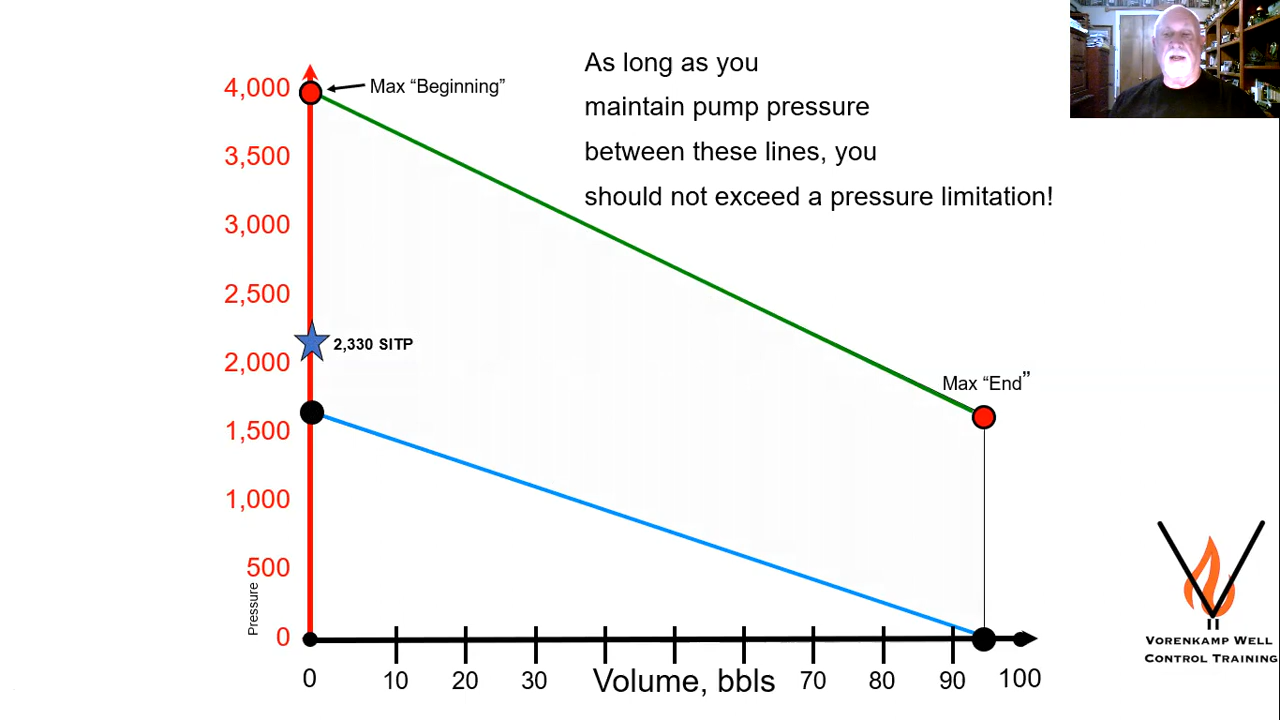 As long as you
maintain pump pressure
between these lines, you
should not exceed a pressure limitation!
4,000
Max “Beginning”
3,500
3,000
2,500
2,330 SITP
2,000
Max “End”
1,500
1,000
500
Pressure
0
0 10 20 30 Volume, bbls 70 80 90 100
VORENKAMP WELL
CONTROL TRAINING